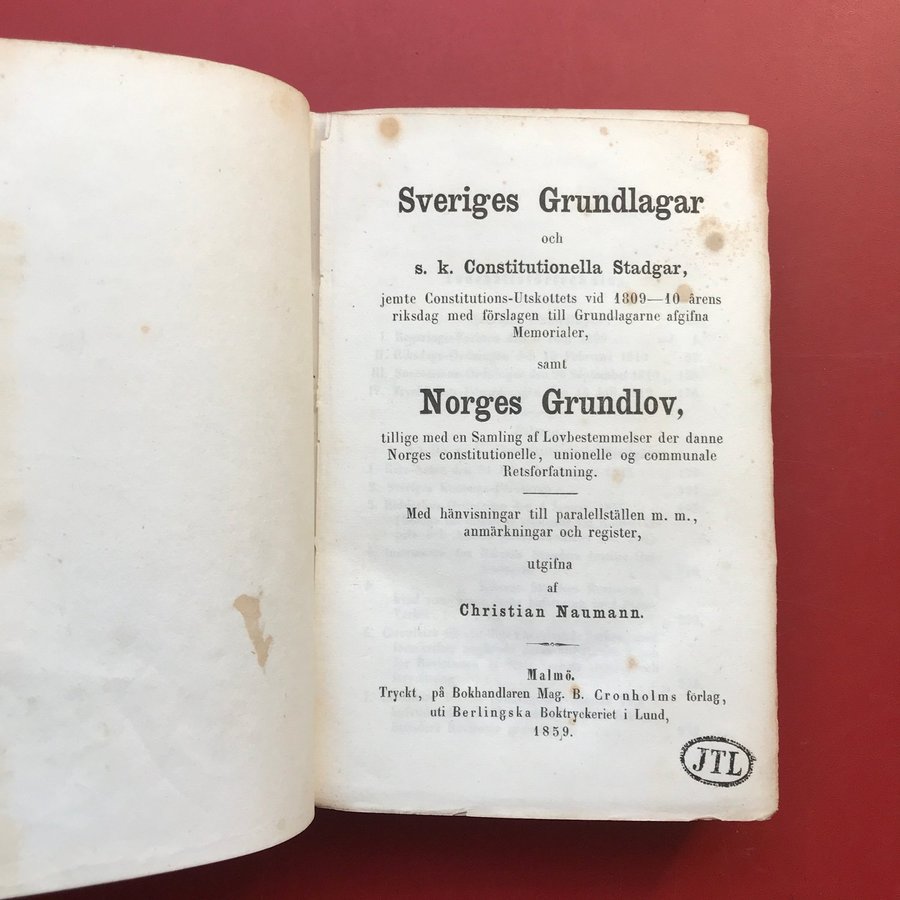 Sveriges Grundlagar
och
s. k. Constitutionella Stadgar,
jemte Constitutions-Utskottets vid 1809—10 årens
riksdag med förslagen till Grundlagarne afgifna
Memorialer,
samt
Norges Grundlov,
tillige med en Samling af Lovbestemmelser der danne
Norges constitutionelle, unionelle og communale
Retsforfatning.
Med hänvisningar till paralellställen m. m.,
anmärkningar och register,
utgifna
af
Christian Naumann.
Malmö.
Tryckt, på Bokhandlaren Mag. B. Cronholms förlag,
uti Berlingska Boktryckeriet i Lund,
1859.
JTL